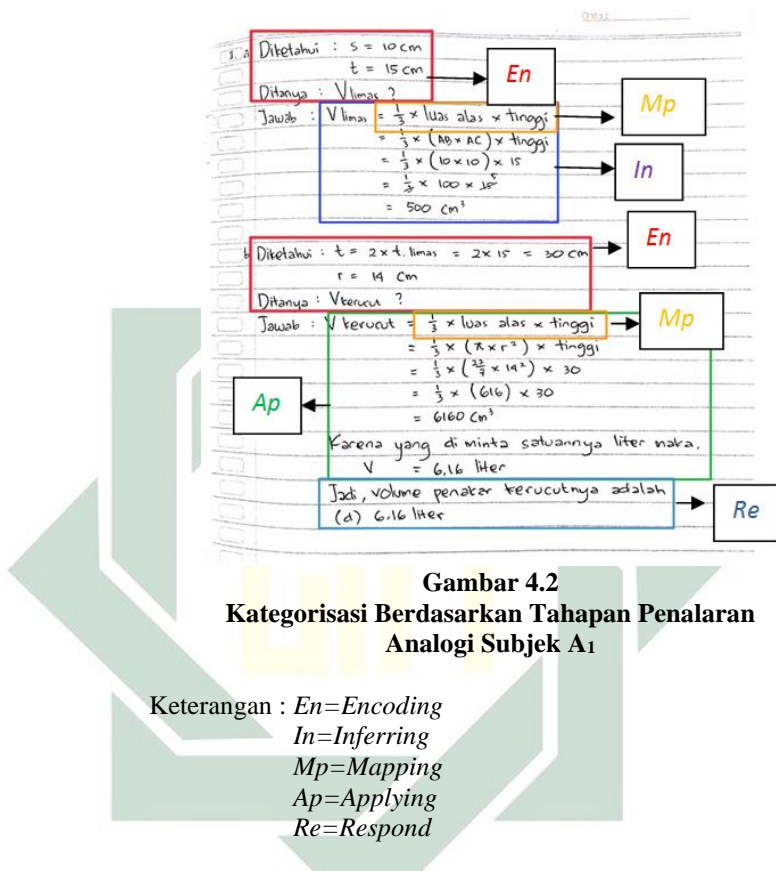 1. a Diketahui : s = 10 cm
t = 15 cm
En
Ditanya : V limas ?
Mp
Jawab : V limas = 1/3 × luas alas × tinggi
= 1/3 × (AB × AC) × tinggi
= 1/3 × (10 × 10) × 15
In
= 1/3 × 100 × 15 5
= 500 cm³
En
b Diketahui : t = 2 × t. limas = 2 × 15 = 30 cm
r = 14 cm
Ditanya : V kerucut ?
Jawab : V kerucut = 1/3 × luas alas × tinggi
Mp
= 1/3 × (π × r²) × tinggi
= 1/3 × (22/7 × 14²) × 30
= 1/3 × (616) × 30
Ap
= 6160 cm³
Karena yang di minta satuannya liter maka.
V = 6,16 liter
Jadi, volume penakar kerucutnya adalah
(d) 6.16 liter
Re
Gambar 4.2
Kategorisasi Berdasarkan Tahapan Penalaran
Analogi Subjek A1
Keterangan : En=Encoding
In=Inferring
Mp=Mapping
Ap=Applying
Re=Respond